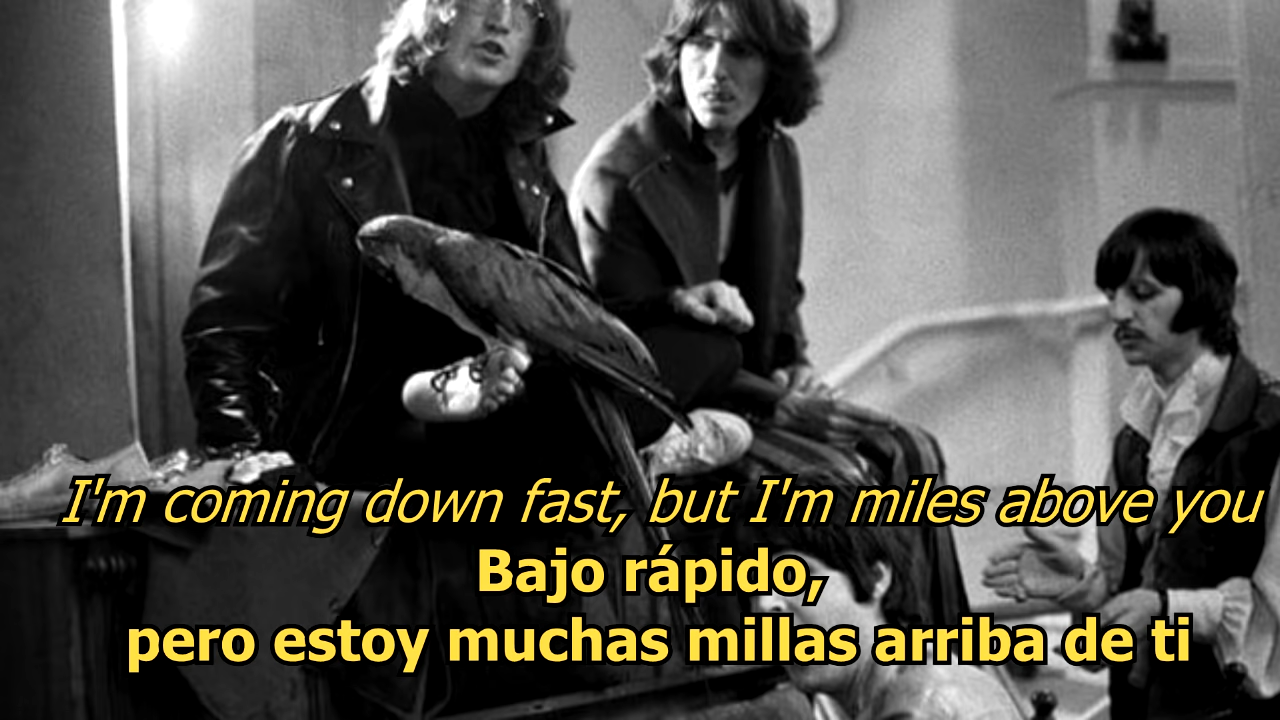 I'm coming down fast, but I'm miles above you
Bajo rápido,
pero estoy muchas millas arriba de ti